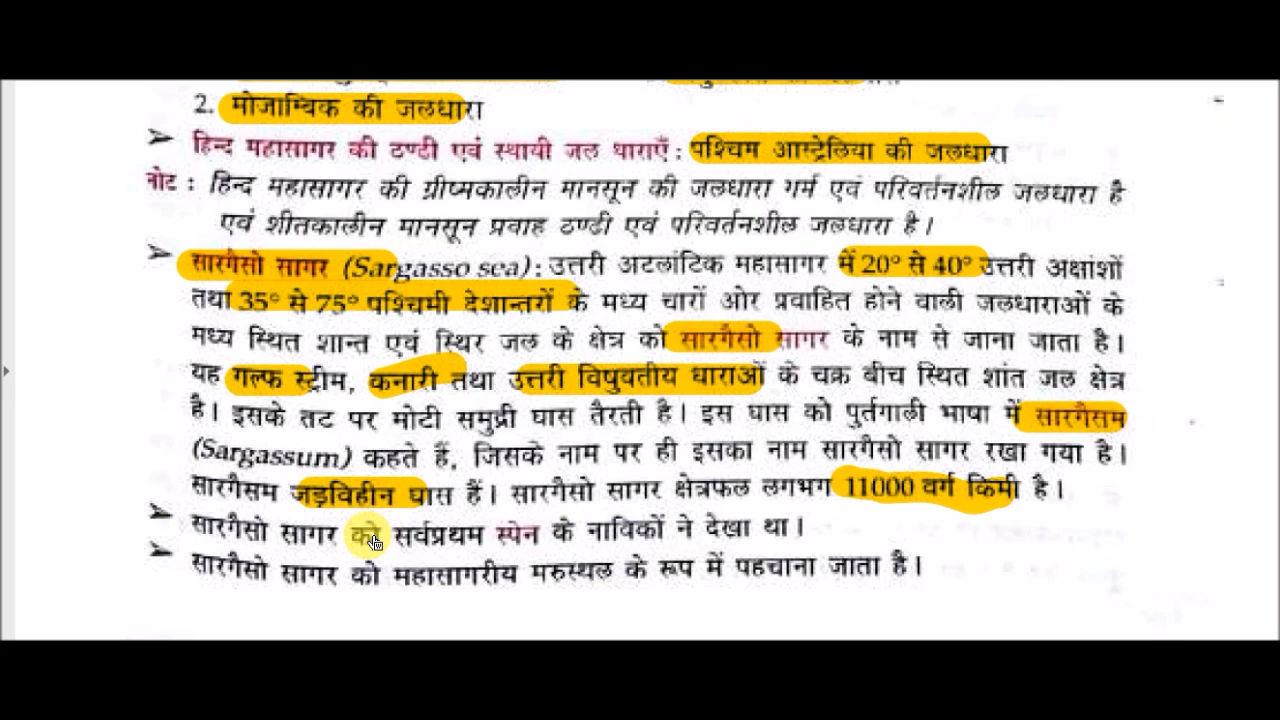 2. मोजाम्बिक की जलधारा
➢ हिन्द महासागर की ठण्डी एवं स्थायी जल धाराएँ : पश्चिम आस्ट्रेलिया की जलधारा
नोट : हिन्द महासागर की ग्रीष्मकालीन मानसून की जलधारा गर्म एवं परिवर्तनशील जलधारा है
एवं शीतकालीन मानसून प्रवाह ठण्डी एवं परिवर्तनशील जलधारा है।
➢ सारगैसो सागर (Sargasso sea) : उत्तरी अटलांटिक महासागर में 20° से 40° उत्तरी अक्षांशों
तथा 35° से 75° पश्चिमी देशान्तरों के मध्य चारों ओर प्रवाहित होने वाली जलधाराओं के
मध्य स्थित शान्त एवं स्थिर जल के क्षेत्र को सारगैसो सागर के नाम से जाना जाता है।
यह गल्फ स्ट्रीम, कनारी तथा उत्तरी विषुवतीय धाराओं के चक्र बीच स्थित शांत जल क्षेत्र
है। इसके तट पर मोटी समुद्री घास तैरती है। इस घास को पुर्तगाली भाषा में सारगैसम
(Sargassum) कहते हैं, जिसके नाम पर ही इसका नाम सारगैसो सागर रखा गया है।
सारगैसम जड़विहीन घास हैं। सारगैसो सागर क्षेत्रफल लगभग 11000 वर्ग किमी है।
➢ सारगैसो सागर को सर्वप्रथम स्पेन के नाविकों ने देखा था।
➢ सारगैसो सागर को महासागरीय मरुस्थल के रूप में पहचाना जाता है।